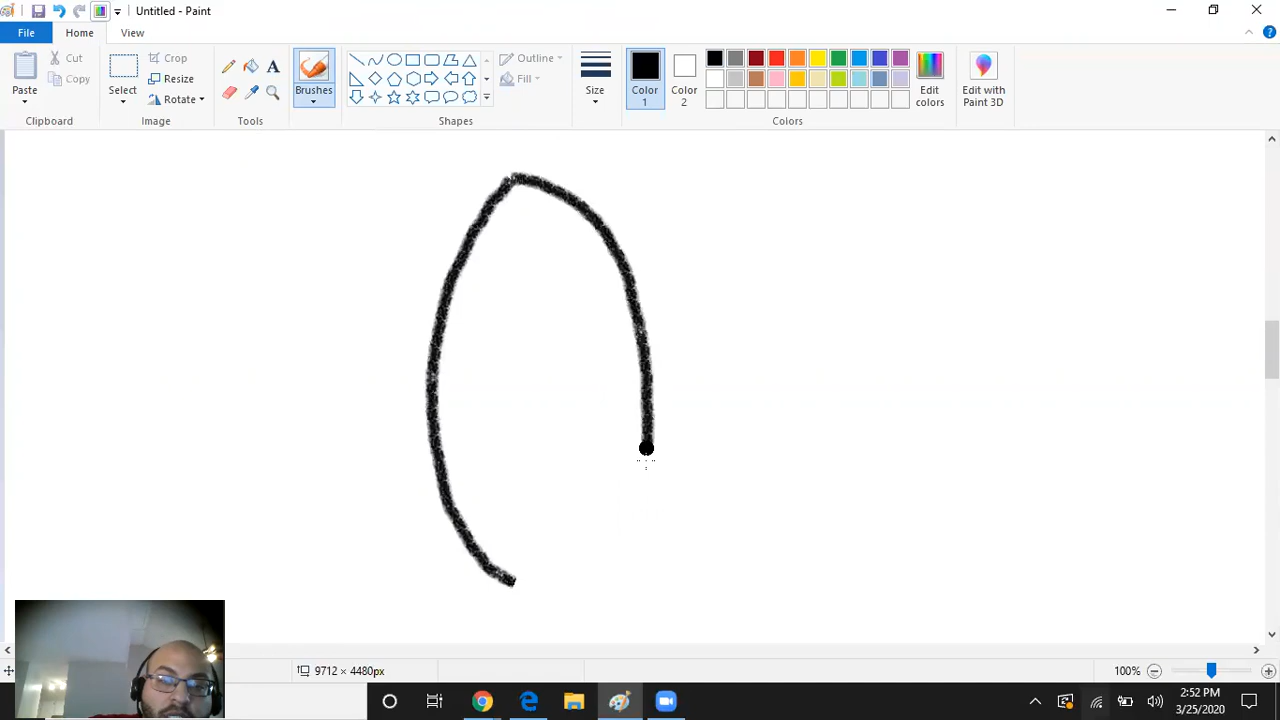 Untitled - Paint
File
Home
View
Paste
Cut
Copy
Clipboard
Select
Crop
Resize
Rotate
Image
A
Tools
Brushes
Outline
Fill
Shapes
Size
Color
1
Color
2
Colors
Edit
colors
Edit with
Paint 3D
9712 × 4480px
100%
2:52 PM
3/25/2020